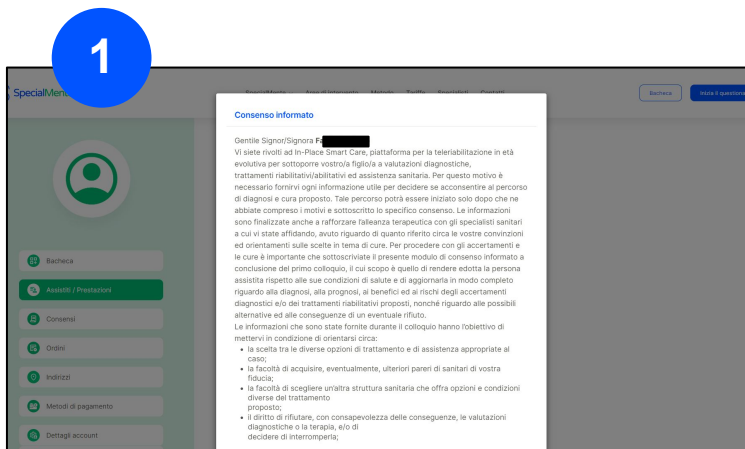 1
SpecialMente
SpecialMente Area di intervento Metodo Tariffe Specialisti Contatti
Bacheca
Inizia il questionario
Consenso informato
Gentile Signor/Signora
Vi siete rivolti ad In-Place Smart Care, piattaforma per la teleriabilitazione in età
evolutiva per sottoporre vostro/a figlio/a a valutazioni diagnostiche,
trattamenti riabilitativi/abilitativi ed assistenza sanitaria. Per questo motivo è
necessario fornirvi ogni informazione utile per decidere se acconsentire al percorso
di diagnosi e cura proposto. Tale percorso potrà essere iniziato solo dopo che ne
abbiate compreso i motivi e sottoscritto lo specifico consenso. Le informazioni
sono finalizzate anche a rafforzare l'alleanza terapeutica con gli specialisti sanitari
a cui vi state affidando, avuto riguardo di quanto riferito circa le vostre convinzioni
ed orientamenti sulle scelte in tema di cure. Per procedere con gli accertamenti e
le cure è importante che sottoscriviate il presente modulo di consenso informato a
conclusione del primo colloquio, il cui scopo è quello di rendere edotta la persona
assistita rispetto alle sue condizioni di salute e di aggiornarla in modo completo
riguardo alla diagnosi, alla prognosi, ai benefici ed ai rischi degli accertamenti
diagnostici e/o dei trattamenti riabilitativi proposti, nonché riguardo alle possibili
alternative ed alle conseguenze di un eventuale rifiuto.
Le informazioni che sono state fornite durante il colloquio hanno l'obiettivo di
mettervi in condizione di orientarsi circa:
• la scelta tra le diverse opzioni di trattamento e di assistenza appropriate al
caso;
• la facoltà di acquisire, eventualmente, ulteriori pareri di sanitari di vostra
fiducia;
• la facoltà di scegliere un'altra struttura sanitaria che offra opzioni e condizioni
diverse del trattamento
proposto;
• il diritto di rifiutare, con consapevolezza delle conseguenze, le valutazioni
diagnostiche o la terapia, e/o di
decidere di interromperla;
Bacheca
Assistiti / Prestazioni
Consensi
Ordini
Indirizzi
Metodi di pagamento
Dettagli account